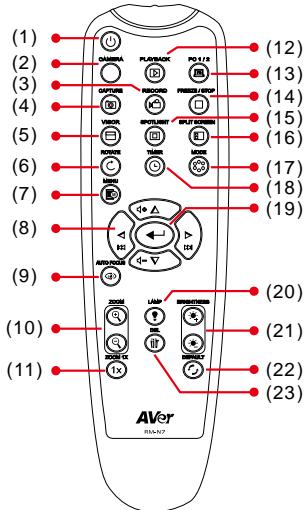 (1)
(2)
(3)
(4)
(5)
(6)
(7)
(8)
(9)
(10)
(11)
CAMERA PLAYBACK PC 1 / 2
CAPTURE RECORD FREEZE / STOP
VISOR SPOTLIGHT SPLIT SCREEN
ROTATE TIMER MODE
MENU
AUTO FOCUS
ZOOM LAMP BRIGHTNESS
ZOOM 1X DEL DEFAULT
1x
AVer
RM-N7
(12)
(13)
(14)
(15)
(16)
(17)
(18)
(19)
(20)
(21)
(22)
(23)